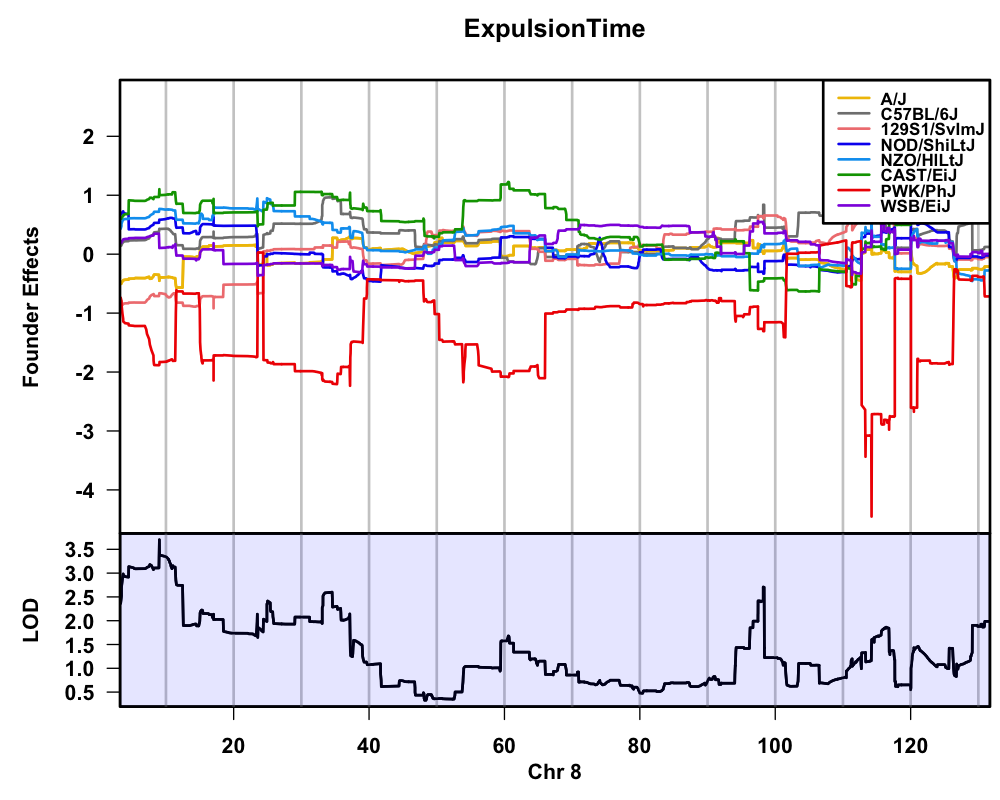 ExpulsionTime
A/J
C57BL/6J
129S1/SvImJ
NOD/ShiLtJ
NZO/HlLtJ
CAST/EiJ
PWK/PhJ
WSB/EiJ
Founder Effects
2
1
0
-1
-2
-3
-4
LOD
3.5
3.0
2.5
2.0
1.5
1.0
0.5
20 40 60 80 100 120
Chr 8